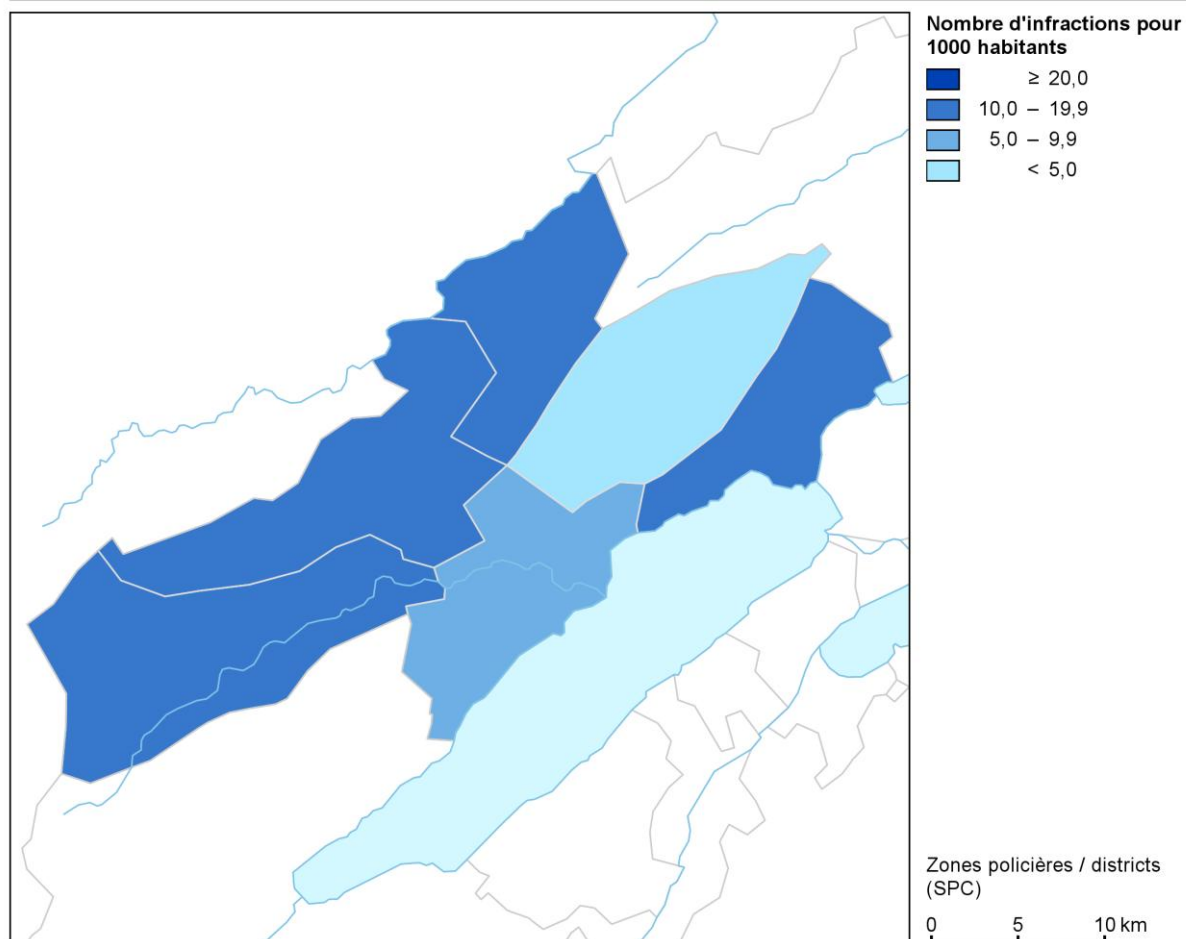 Nombre d'infractions pour
1000 habitants
≥ 20,0
10,0 – 19,9
5,0 – 9,9
< 5,0
Zones policières / districts
(SPC)
0 5 10 km